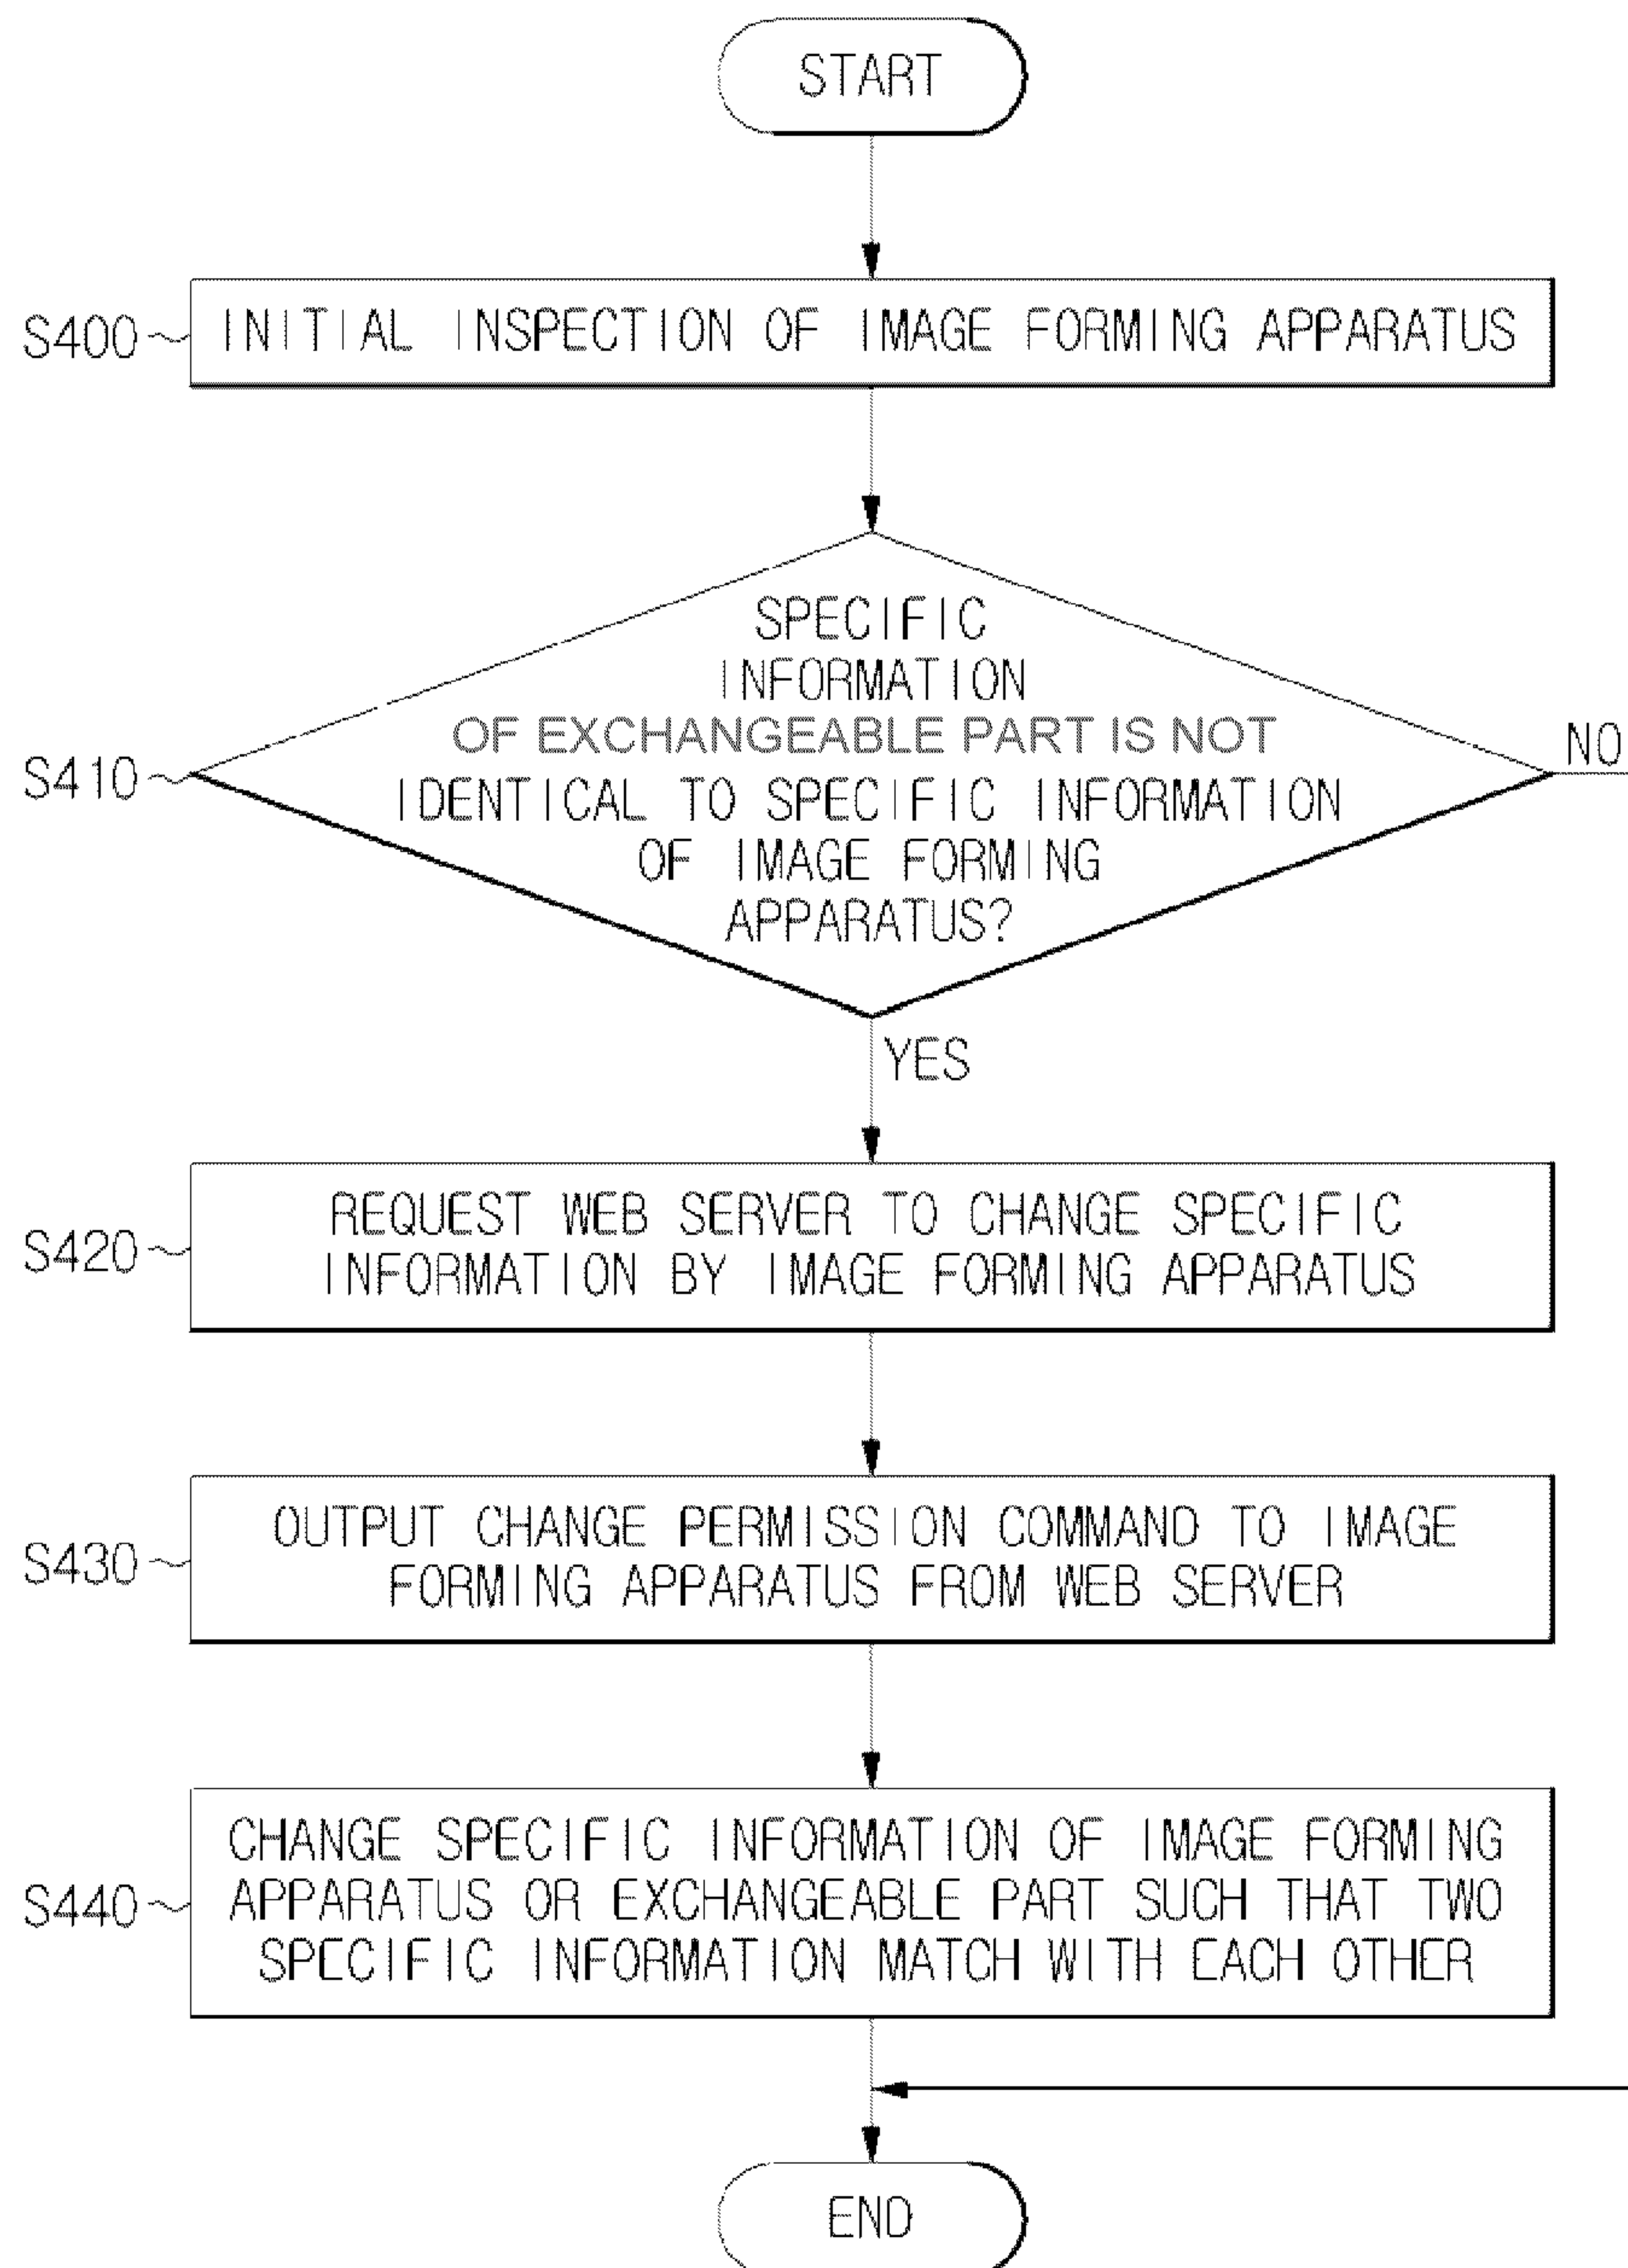 START
S400
INITIAL INSPECTION OF IMAGE FORMING APPARATUS
S410
SPECIFIC
INFORMATION
OF EXCHANGEABLE PART IS NOT
IDENTICAL TO SPECIFIC INFORMATION
OF IMAGE FORMING
APPARATUS?
NO
YES
S420
REQUEST WEB SERVER TO CHANGE SPECIFIC
INFORMATION BY IMAGE FORMING APPARATUS
S430
OUTPUT CHANGE PERMISSION COMMAND TO IMAGE
FORMING APPARATUS FROM WEB SERVER
S440
CHANGE SPECIFIC INFORMATION OF IMAGE FORMING
APPARATUS OR EXCHANGEABLE PART SUCH THAT TWO
SPECIFIC INFORMATION MATCH WITH EACH OTHER
END